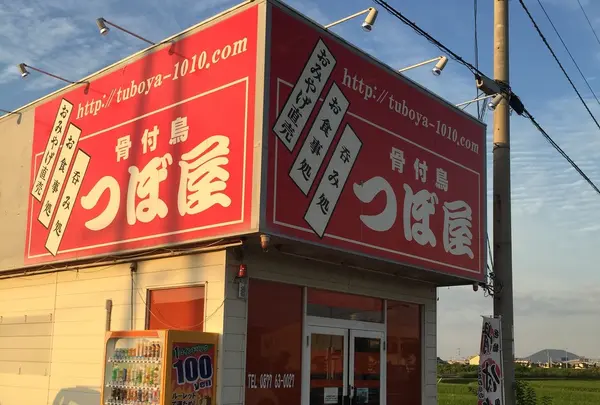 http://tuboya-1010.com
おみやげ直売
お食事処
呑み処
骨付鳥
つぼ屋
http://tuboya-1010.com
おみやげ直売
お食事処
呑み処
骨付鳥
つぼ屋
100
yen
TEL 0877 63-0027